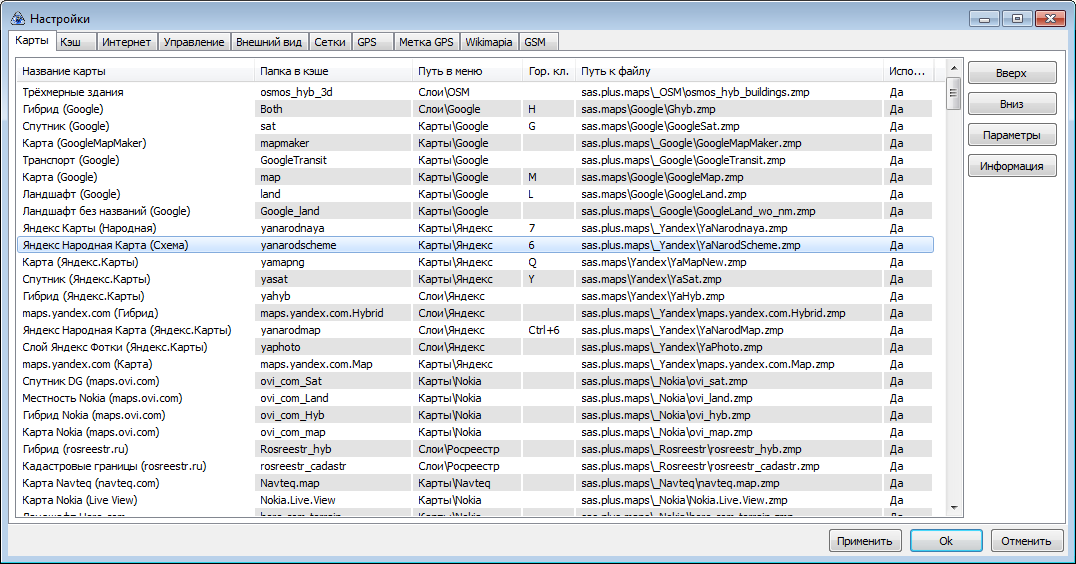 Настройки
Карты Кэш Интернет Управление Внешний вид Сетки GPS Метка GPS Wikimapia GSM
Название карты Папка в кэше Путь в меню Гор. кл. Путь к файлу Испо...
Трёхмерные здания osmos_hyb_3d Слои\OSM sas.plus.maps\_OSM\osmos_hyb_buildings.zmp Да
Гибрид (Google) Both Слои\Google H sas.maps\Google\Ghyb.zmp Да
Спутник (Google) sat Карты\Google G sas.maps\Google\GoogleSat.zmp Да
Карта (GoogleMapMaker) mapmaker Карты\Google sas.plus.maps\_Google\GoogleMapMaker.zmp Да
Транспорт (Google) GoogleTransit Карты\Google sas.plus.maps\_Google\GoogleTransit.zmp Да
Карта (Google) map Карты\Google M sas.maps\Google\GoogleMap.zmp Да
Ландшафт (Google) land Карты\Google L sas.maps\Google\GoogleLand.zmp Да
Ландшафт без названий (Google) Google_land Карты\Google sas.plus.maps\_Google\GoogleLand_wo_nm.zmp Да
Яндекс Карты (Народная) yanarodnaya Карты\Яндекс 7 sas.plus.maps\_Yandex\YaNarodnaya.zmp Да
Яндекс Народная Карта (Схема) yanarodscheme Карты\Яндекс 6 sas.plus.maps\_Yandex\YaNarodScheme.zmp Да
Карта (Яндекс.Карты) yamapng Карты\Яндекс Q sas.maps\Yandex\YaMapNew.zmp Да
Спутник (Яндекс.Карты) yasat Карты\Яндекс Y sas.maps\Yandex\YaSat.zmp Да
Гибрид (Яндекс.Карты) yahyb Слои\Яндекс sas.maps\Yandex\YaHyb.zmp Да
maps.yandex.com (Гибрид) maps.yandex.com.Hybrid Слои\Яндекс sas.plus.maps\_Yandex\maps.yandex.com.Hybrid.zmp Да
Яндекс Народная Карта (Яндекс.Карты) yanarodmap Слои\Яндекс Ctrl+6 sas.plus.maps\_Yandex\YaNarodMap.zmp Да
Слой Яндекс Фотки (Яндекс.Карты) yaphoto Слои\Яндекс sas.plus.maps\_Yandex\YaPhoto.zmp Да
maps.yandex.com (Карта) maps.yandex.com.Map Карты\Яндекс sas.plus.maps\_Yandex\maps.yandex.com.Map.zmp Да
Спутник DG (maps.ovi.com) ovi_com_Sat Карты\Nokia sas.plus.maps\_Nokia\ovi_sat.zmp Да
Местность Nokia (maps.ovi.com) ovi_com_Land Карты\Nokia sas.plus.maps\_Nokia\ovi_land.zmp Да
Гибрид Nokia (maps.ovi.com) ovi_com_Hyb Карты\Nokia sas.plus.maps\_Nokia\ovi_hyb.zmp Да
Карта Nokia (maps.ovi.com) ovi_com_map Карты\Nokia sas.plus.maps\_Nokia\ovi_map.zmp Да
Гибрид (rosreestr.ru) Rosreestr_hyb Слои\Росреестр sas.plus.maps\_Rosreestr\rosreestr_hyb.zmp Да
Кадастровые границы (rosreestr.ru) rosreestr_cadastr Слои\Росреестр sas.plus.maps\_Rosreestr\rosreestr_cadastr.zmp Да
Карта Navteq (navteq.com) Navteq.map Карты\Navteq sas.plus.maps\_Navteq\navteq.map.zmp Да
Карта Nokia (Live View) Nokia.Live.View Карты\Nokia sas.plus.maps\_Nokia\Nokia.Live.View.zmp Да
Вверх
Вниз
Параметры
Информация
Применить Ok Отменить